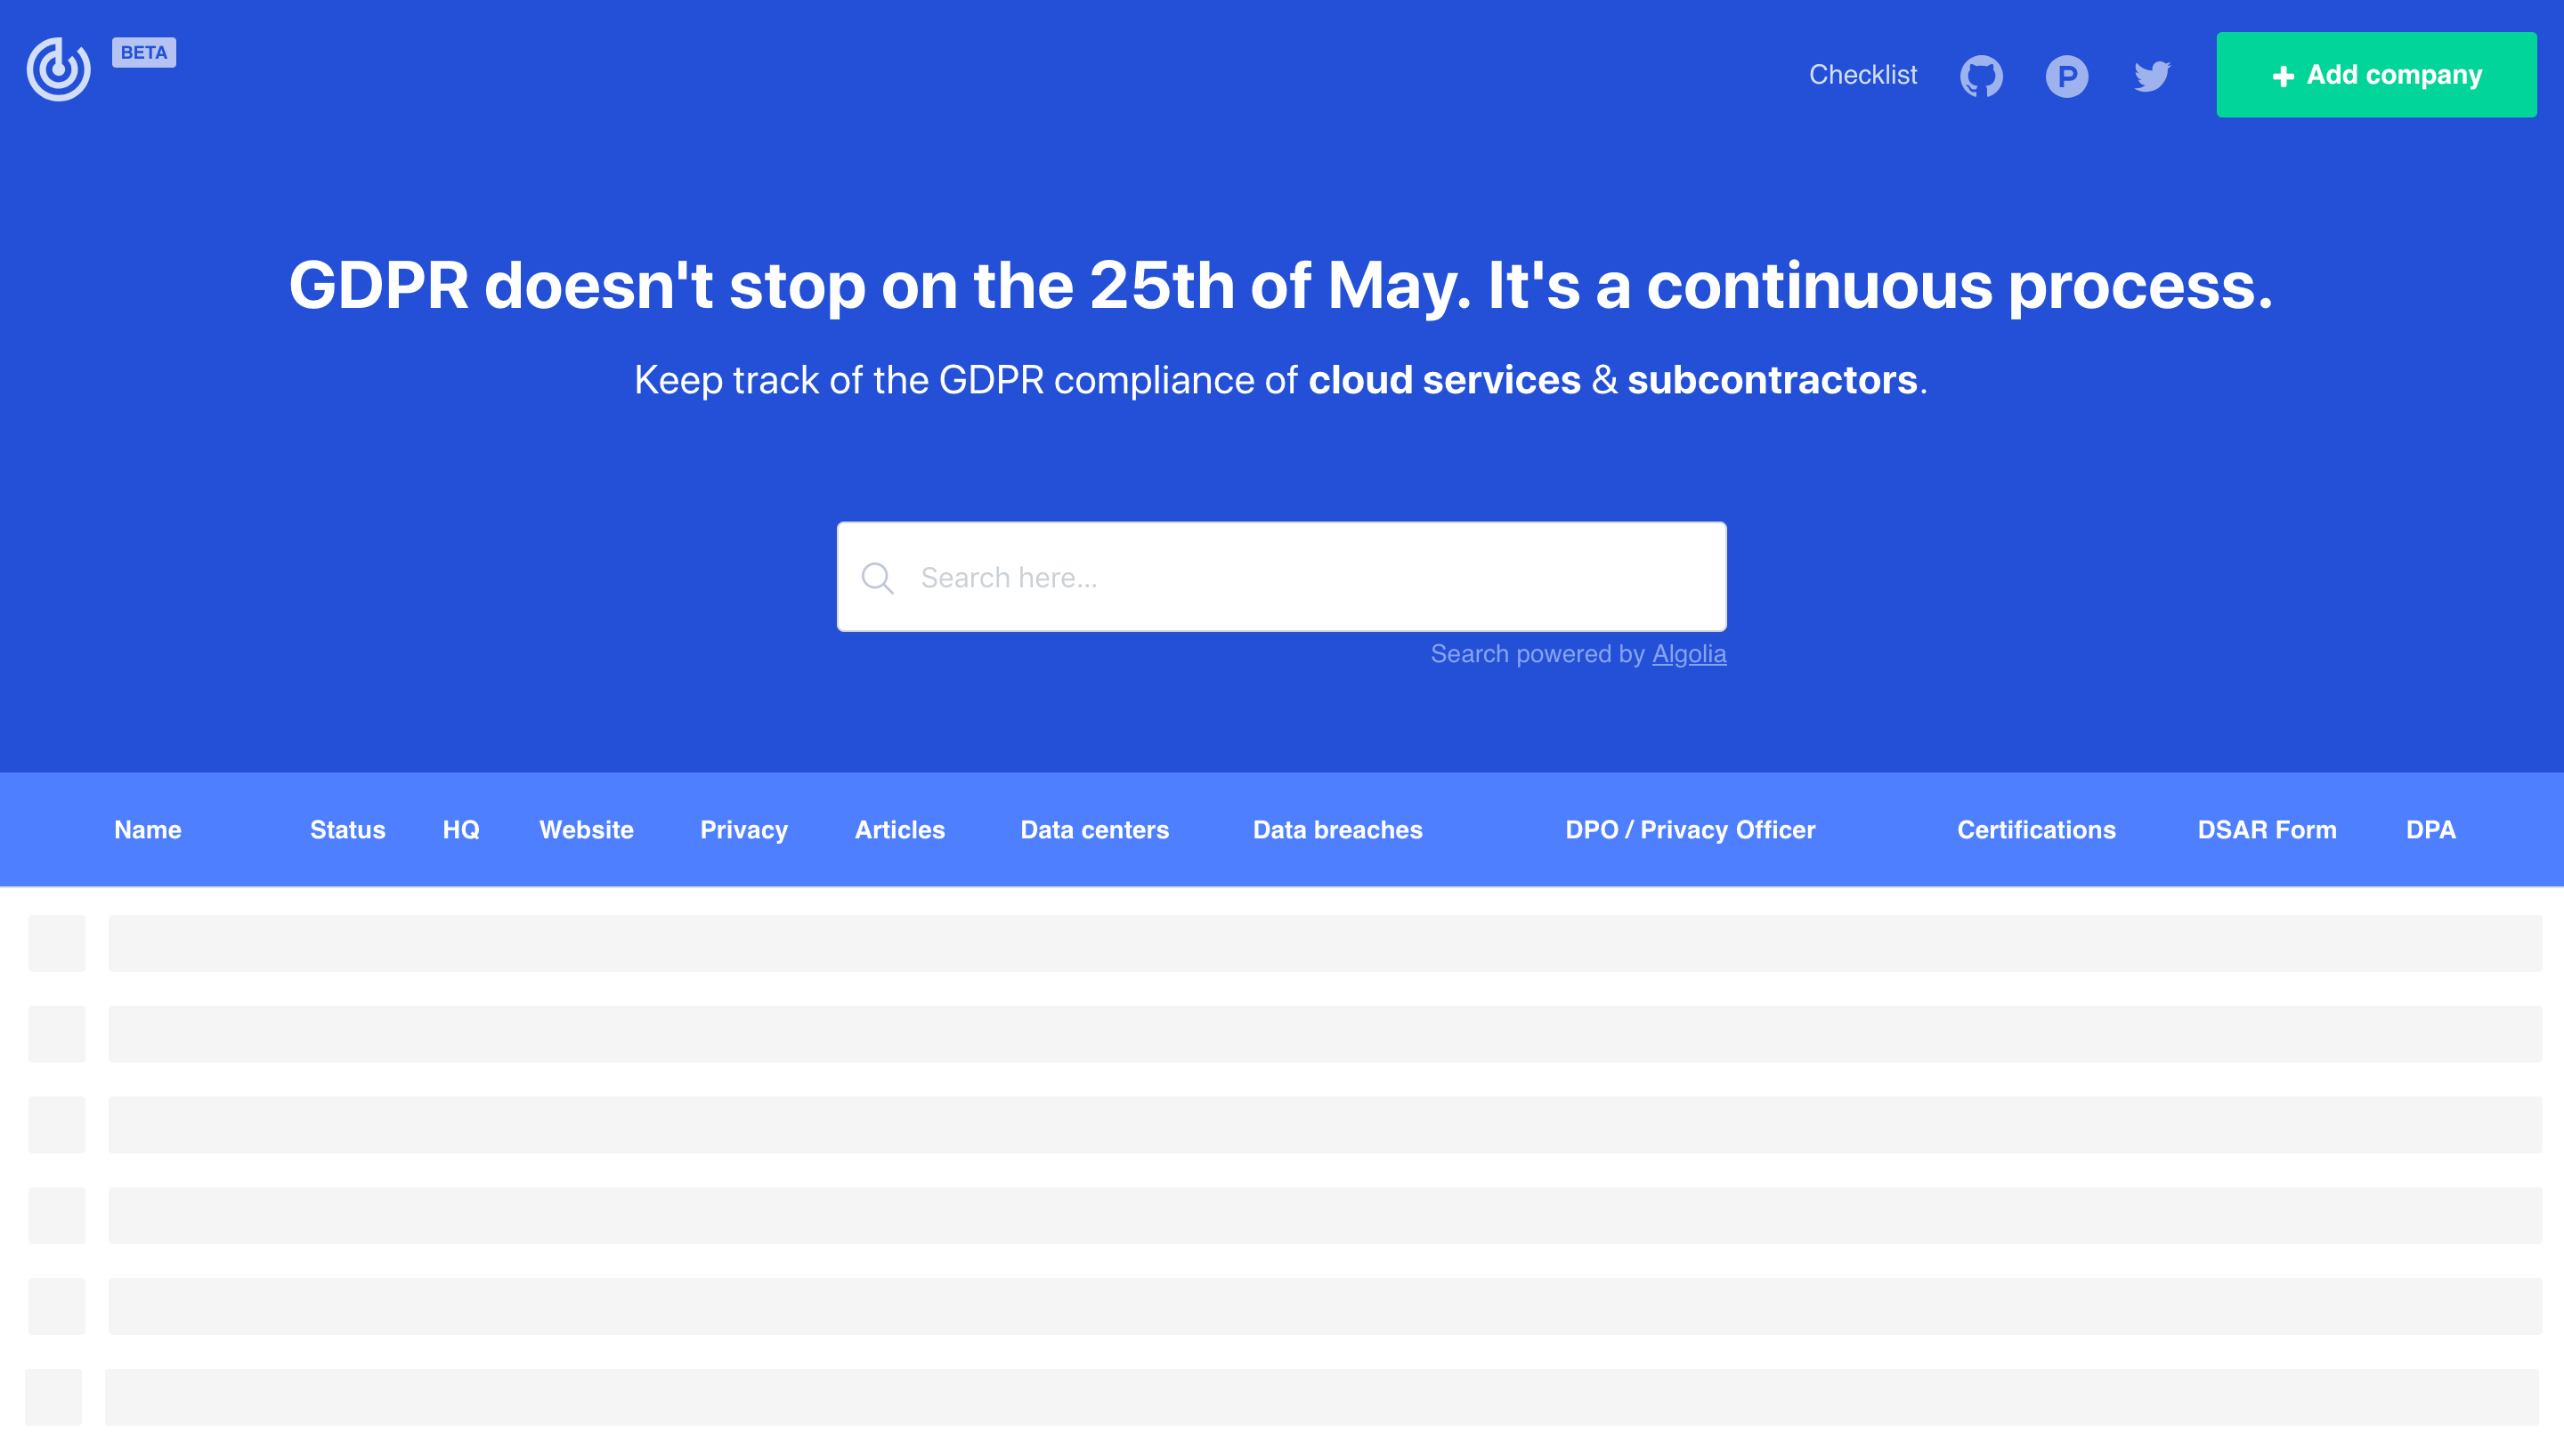 BETA
Checklist
P
Add company
GDPR doesn't stop on the 25th of May. It's a continuous process.
Keep track of the GDPR compliance of cloud services & subcontractors.
Search here...
Search powered by Algolia
Name Status HQ Website Privacy Articles Data centers Data breaches DPO / Privacy Officer Certifications DSAR Form DPA